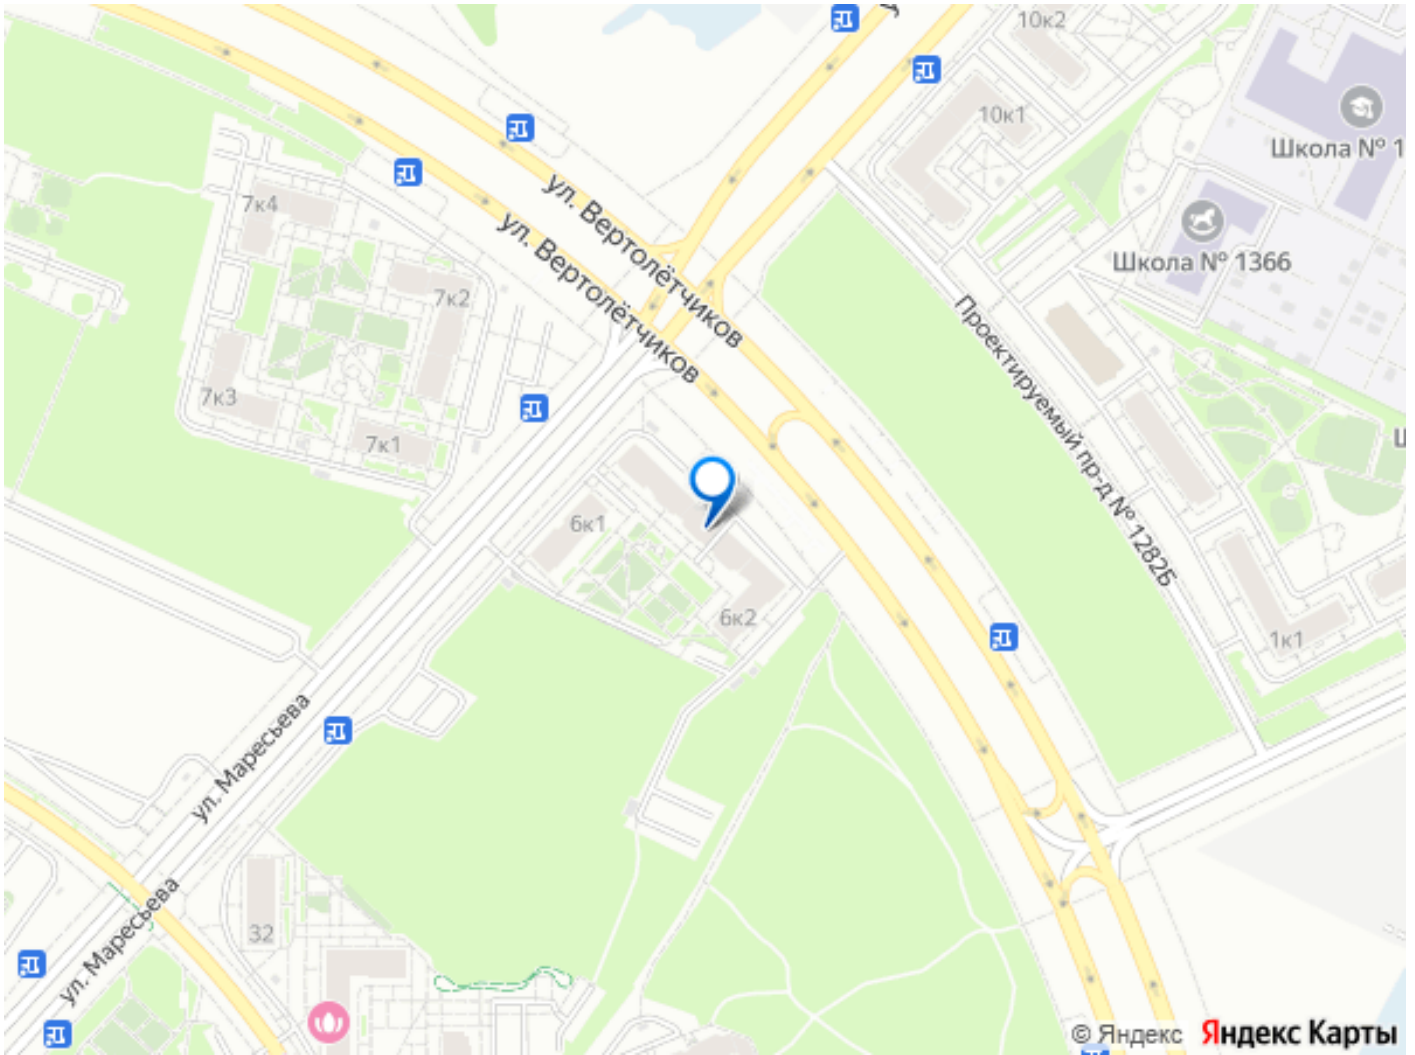 10к2
10к1
Школа № 1
7к4
ул. Вертолётчиков
ул. Вертолётчиков
Школа № 1366
7к2
Проектируемый пр-д № 1282Б
7к3
7к1
6к1
6к2
1к1
ул. Маресьева
ул. Маресьева
32
© Яндекс Яндекс Карты